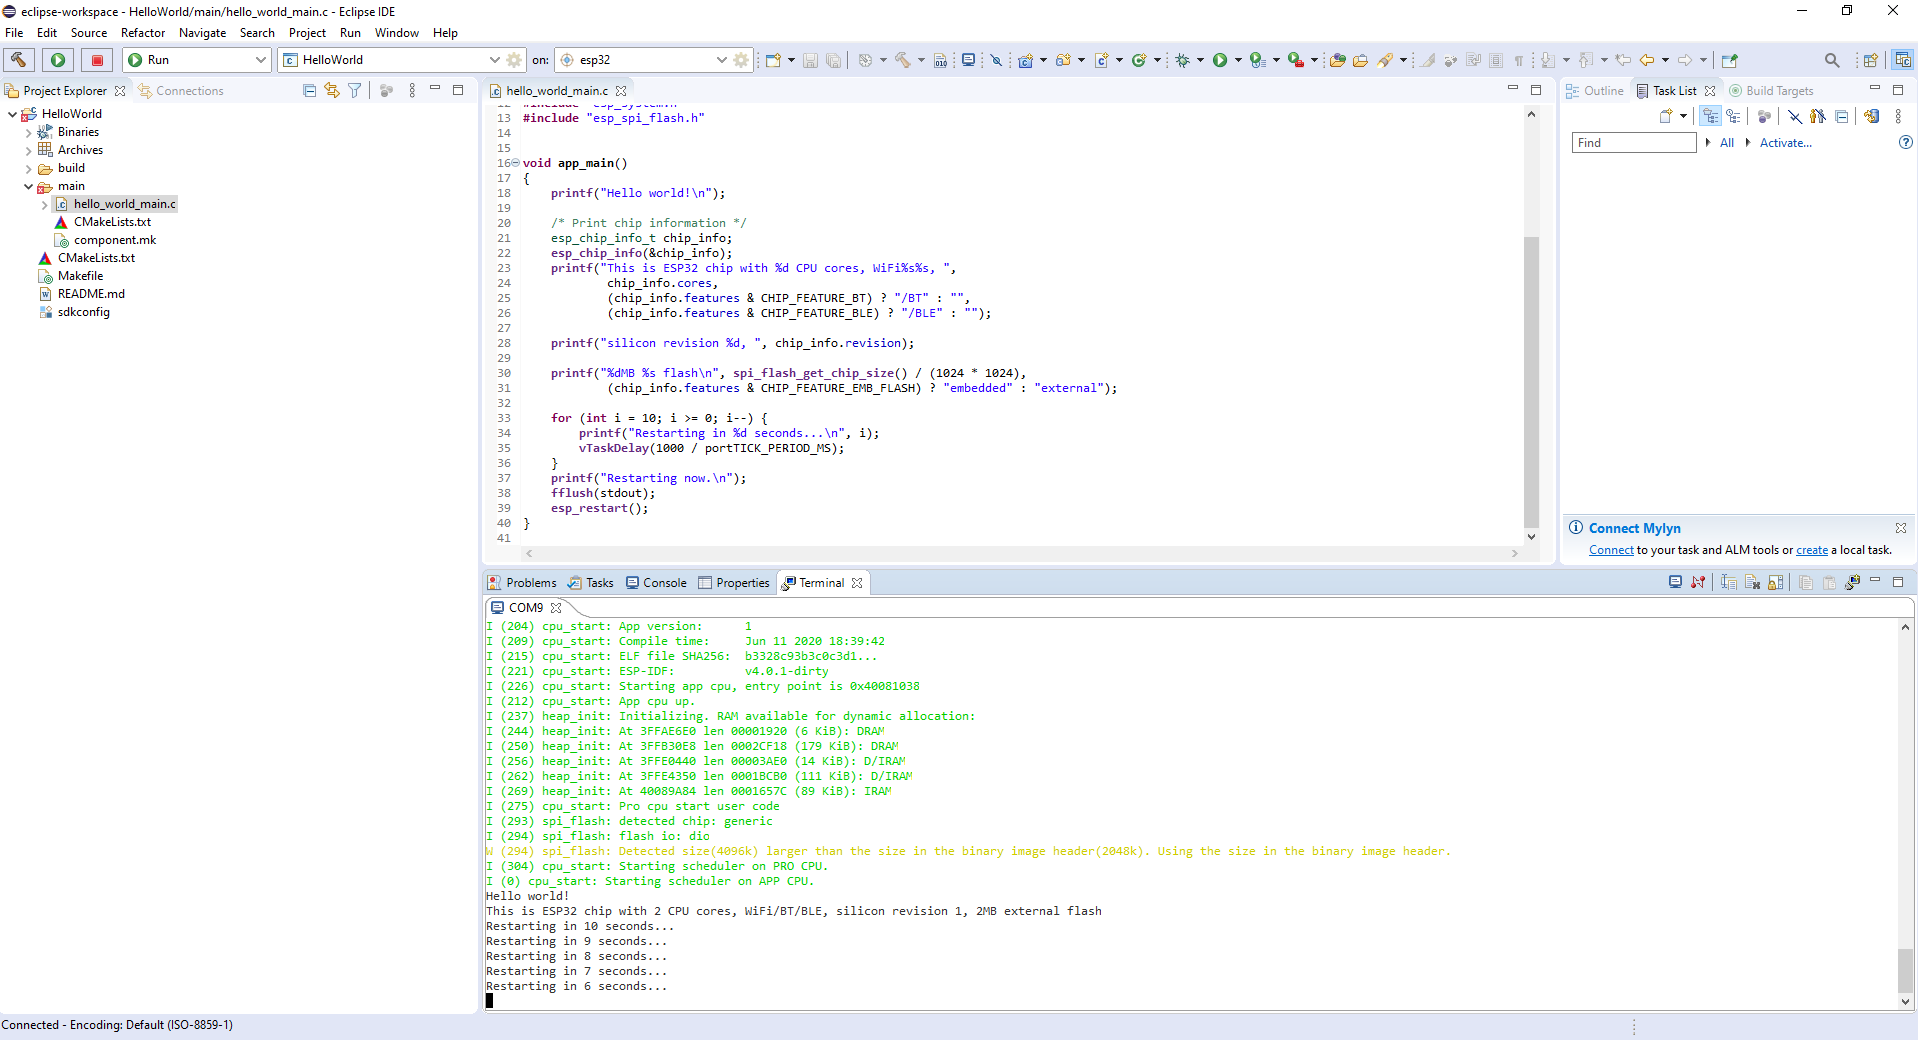 eclipse-workspace - HelloWorld/main/hello_world_main.c - Eclipse IDE
File Edit Source Refactor Navigate Search Project Run Window Help
Run HelloWorld on: esp32
Project Explorer Connections
HelloWorld
Binaries
Archives
build
main
hello_world_main.c
CMakeLists.txt
component.mk
CMakeLists.txt
Makefile
README.md
sdkconfig
hello_world_main.c
12 #include "esp_system.h"
13 #include "esp_spi_flash.h"
14
15
16 void app_main()
17 {
18     printf("Hello world!\n");
19
20     /* Print chip information */
21     esp_chip_info_t chip_info;
22     esp_chip_info(&chip_info);
23     printf("This is ESP32 chip with %d CPU cores, WiFi%s%s, ",
24             chip_info.cores,
25             (chip_info.features & CHIP_FEATURE_BT) ? "/BT" : "",
26             (chip_info.features & CHIP_FEATURE_BLE) ? "/BLE" : "");
27
28     printf("silicon revision %d, ", chip_info.revision);
29
30     printf("%dMB %s flash\n", spi_flash_get_chip_size() / (1024 * 1024),
31             (chip_info.features & CHIP_FEATURE_EMB_FLASH) ? "embedded" : "external");
32
33     for (int i = 10; i >= 0; i--) {
34         printf("Restarting in %d seconds...\n", i);
35         vTaskDelay(1000 / portTICK_PERIOD_MS);
36     }
37     printf("Restarting now.\n");
38     fflush(stdout);
39     esp_restart();
40 }
41
Outline Task List Build Targets
Find All Activate...
Connect Mylyn
Connect to your task and ALM tools or create a local task.
Problems Tasks Console Properties Terminal
COM9
I (204) cpu_start: App version:      1
I (209) cpu_start: Compile time:     Jun 11 2020 18:39:42
I (215) cpu_start: ELF file SHA256:  b3328c93b3c0c3d1...
I (221) cpu_start: ESP-IDF:          v4.0.1-dirty
I (226) cpu_start: Starting app cpu, entry point is 0x40081038
I (212) cpu_start: App cpu up.
I (237) heap_init: Initializing. RAM available for dynamic allocation:
I (244) heap_init: At 3FFAE6E0 len 00001920 (6 KiB): DRAM
I (250) heap_init: At 3FFB30E8 len 0002CF18 (179 KiB): DRAM
I (256) heap_init: At 3FFE0440 len 00003AE0 (14 KiB): D/IRAM
I (262) heap_init: At 3FFE4350 len 0001BCB0 (111 KiB): D/IRAM
I (269) heap_init: At 40089A84 len 0001657C (89 KiB): IRAM
I (275) cpu_start: Pro cpu start user code
I (293) spi_flash: detected chip: generic
I (294) spi_flash: flash io: dio
W (294) spi_flash: Detected size(4096k) larger than the size in the binary image header(2048k). Using the size in the binary image header.
I (304) cpu_start: Starting scheduler on PRO CPU.
I (0) cpu_start: Starting scheduler on APP CPU.
Hello world!
This is ESP32 chip with 2 CPU cores, WiFi/BT/BLE, silicon revision 1, 2MB external flash
Restarting in 10 seconds...
Restarting in 9 seconds...
Restarting in 8 seconds...
Restarting in 7 seconds...
Restarting in 6 seconds...
Connected - Encoding: Default (ISO-8859-1)